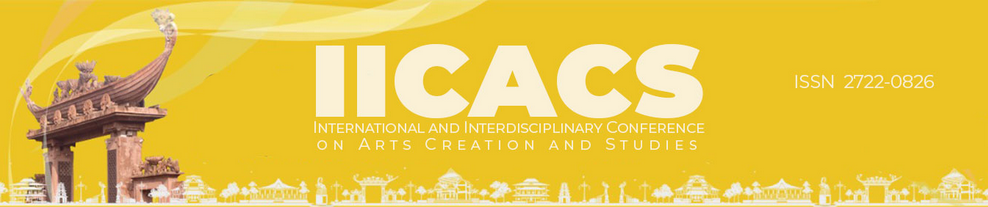 IICACS
INTERNATIONAL AND INTERDISCIPLINARY CONFERENCE
ON ARTS CREATION AND STUDIES
ISSN 2722-0826